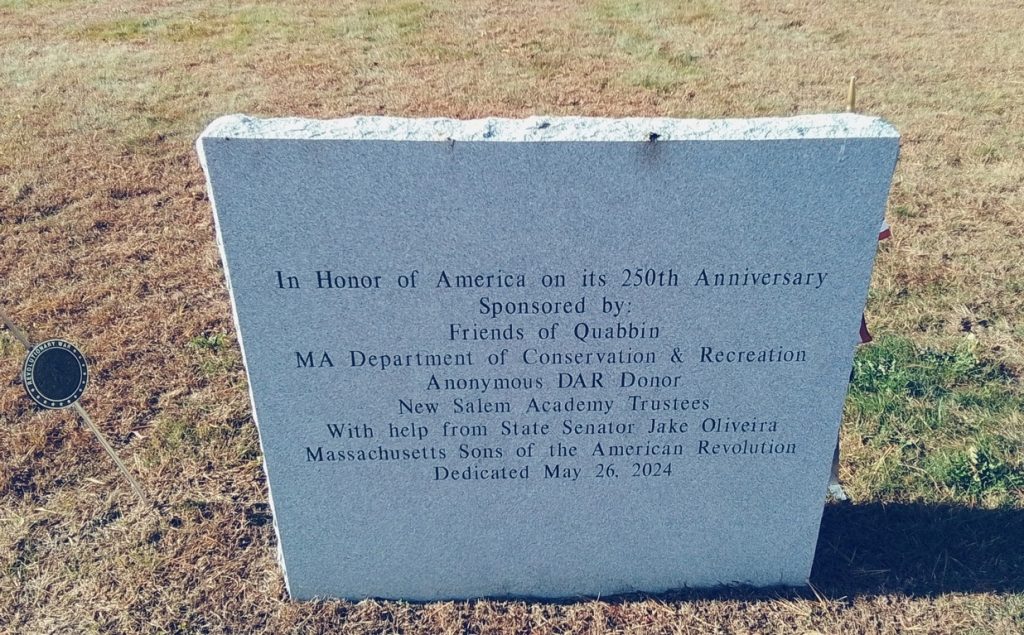 In Honor of America on its 250th Anniversary
Sponsored by:
Friends of Quabbin
MA Department of Conservation & Recreation
Anonymous DAR Donor
New Salem Academy Trustees
With help from State Senator Jake Oliveira
Massachusetts Sons of the American Revolution
Dedicated May 26, 2024
REVOLUTIONARY WAR